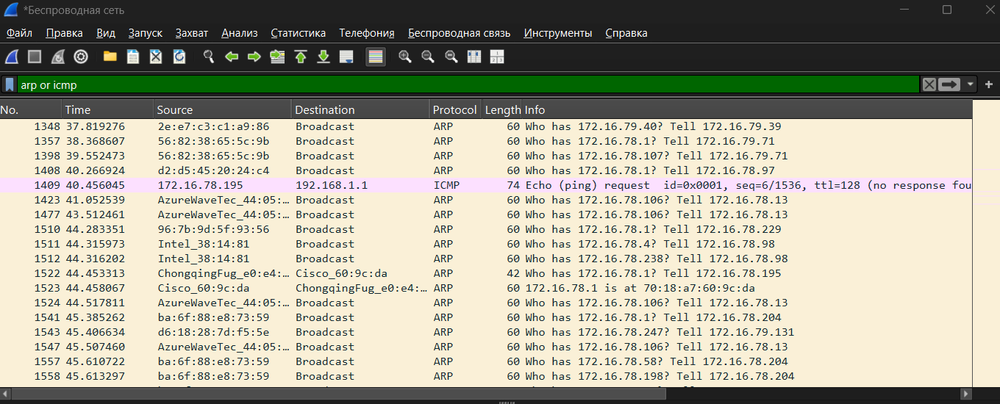 *Беспроводная сеть
Файл Правка Вид Запуск Захват Анализ Статистика Телефония Беспроводная связь Инструменты Справка
arp or icmp
No. Time Source Destination Protocol Length Info
1348 37.819276 2e:e7:c3:c1:a9:86 Broadcast ARP 60 Who has 172.16.79.40? Tell 172.16.79.39
1357 38.368607 56:82:38:65:5c:9b Broadcast ARP 60 Who has 172.16.78.1? Tell 172.16.79.71
1398 39.552473 56:82:38:65:5c:9b Broadcast ARP 60 Who has 172.16.78.107? Tell 172.16.79.71
1408 40.266924 d2:d5:45:20:24:c4 Broadcast ARP 60 Who has 172.16.78.1? Tell 172.16.78.97
1409 40.456045 172.16.78.195 192.168.1.1 ICMP 74 Echo (ping) request id=0x0001, seq=6/1536, ttl=128 (no response fou
1423 41.052539 AzureWaveTec_44:05:… Broadcast ARP 60 Who has 172.16.78.106? Tell 172.16.78.13
1477 43.512461 AzureWaveTec_44:05:… Broadcast ARP 60 Who has 172.16.78.106? Tell 172.16.78.13
1510 44.283351 96:7b:9d:5f:93:56 Broadcast ARP 60 Who has 172.16.78.1? Tell 172.16.78.229
1511 44.315973 Intel_38:14:81 Broadcast ARP 60 Who has 172.16.78.4? Tell 172.16.78.98
1512 44.316202 Intel_38:14:81 Broadcast ARP 60 Who has 172.16.78.238? Tell 172.16.78.98
1522 44.453313 ChongqingFug_e0:e4:… Cisco_60:9c:da ARP 42 Who has 172.16.78.1? Tell 172.16.78.195
1523 44.458067 Cisco_60:9c:da ChongqingFug_e0:e4:… ARP 60 172.16.78.1 is at 70:18:a7:60:9c:da
1524 44.517811 AzureWaveTec_44:05:… Broadcast ARP 60 Who has 172.16.78.106? Tell 172.16.78.13
1541 45.385262 ba:6f:88:e8:73:59 Broadcast ARP 60 Who has 172.16.78.1? Tell 172.16.78.204
1543 45.406634 d6:18:28:7d:f5:5e Broadcast ARP 60 Who has 172.16.78.247? Tell 172.16.79.131
1547 45.507460 AzureWaveTec_44:05:… Broadcast ARP 60 Who has 172.16.78.106? Tell 172.16.78.13
1557 45.610722 ba:6f:88:e8:73:59 Broadcast ARP 60 Who has 172.16.78.58? Tell 172.16.78.204
1558 45.613297 ba:6f:88:e8:73:59 Broadcast ARP 60 Who has 172.16.78.198? Tell 172.16.78.204